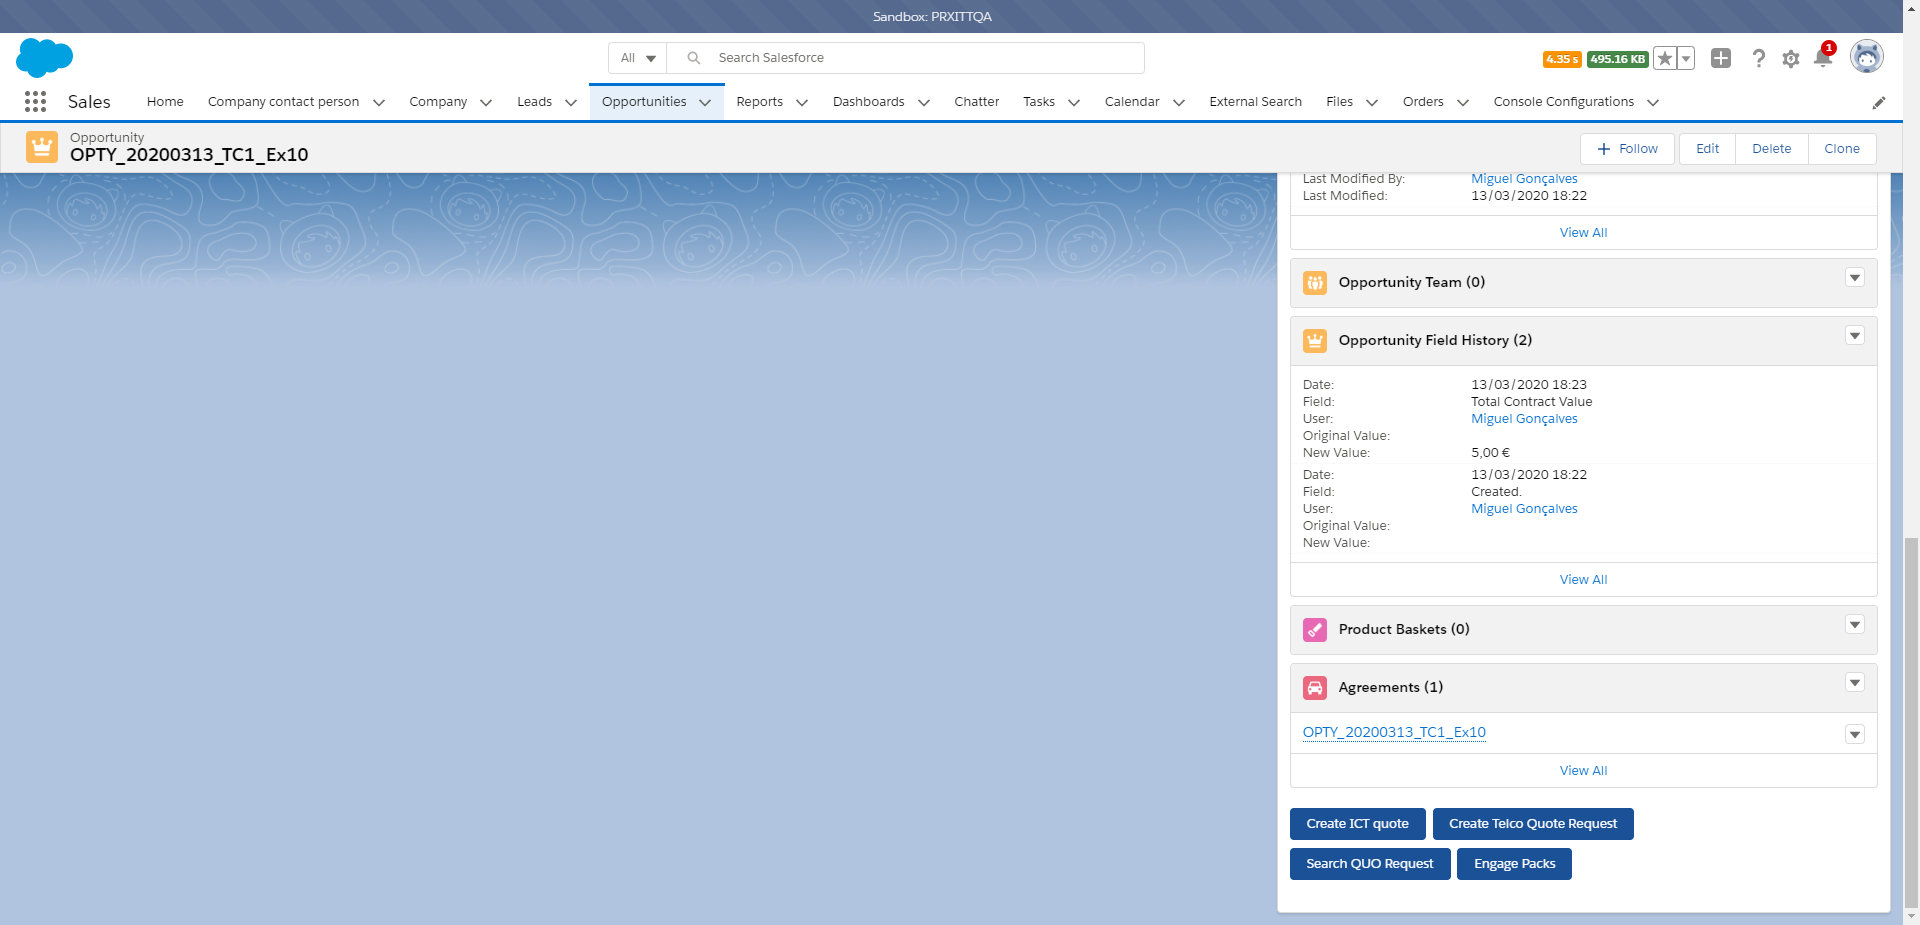 Sandbox: PRXITTQA
All Search Salesforce 4.35 s 495.16 KB 1
Sales Home Company contact person Company Leads Opportunities Reports Dashboards Chatter Tasks Calendar External Search Files Orders Console Configurations
Opportunity
OPTY_20200313_TC1_Ex10
Follow Edit Delete Clone
Last Modified By: Miguel Gonçalves
Last Modified: 13/03/2020 18:22
View All
Opportunity Team (0)
Opportunity Field History (2)
Date: 13/03/2020 18:23
Field: Total Contract Value
User: Miguel Gonçalves
Original Value:
New Value: 5,00 €
Date: 13/03/2020 18:22
Field: Created.
User: Miguel Gonçalves
Original Value:
New Value:
View All
Product Baskets (0)
Agreements (1)
OPTY_20200313_TC1_Ex10
View All
Create ICT quote Create Telco Quote Request
Search QUO Request Engage Packs